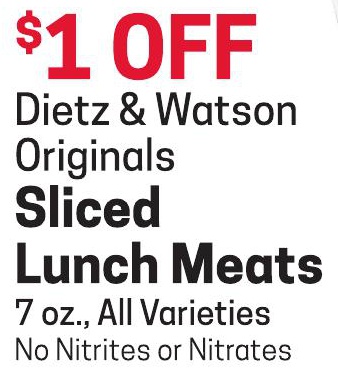 $1 OFF
Dietz & Watson
Originals
Sliced
Lunch Meats
7 oz., All Varieties
No Nitrites or Nitrates